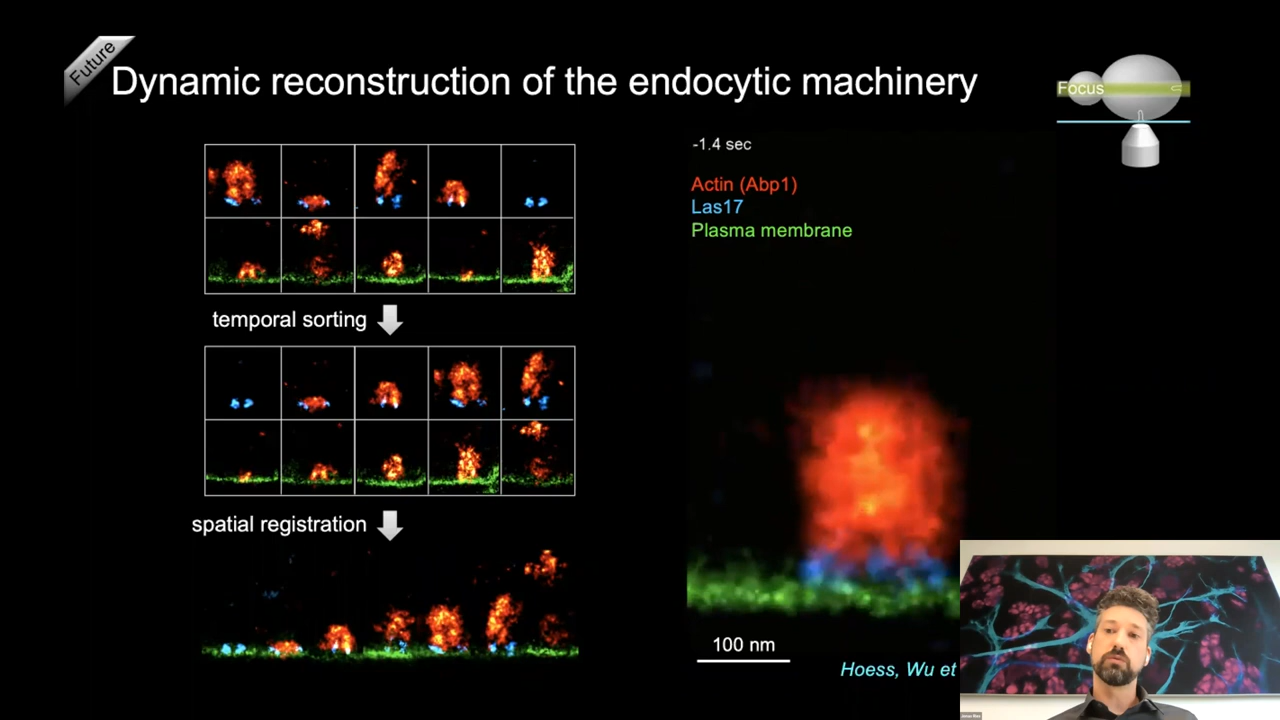 Future
Dynamic reconstruction of the endocytic machinery
Focus
-1.4 sec
Actin (Abp1)
Las17
Plasma membrane
temporal sorting
spatial registration
100 nm
Hoess, Wu et